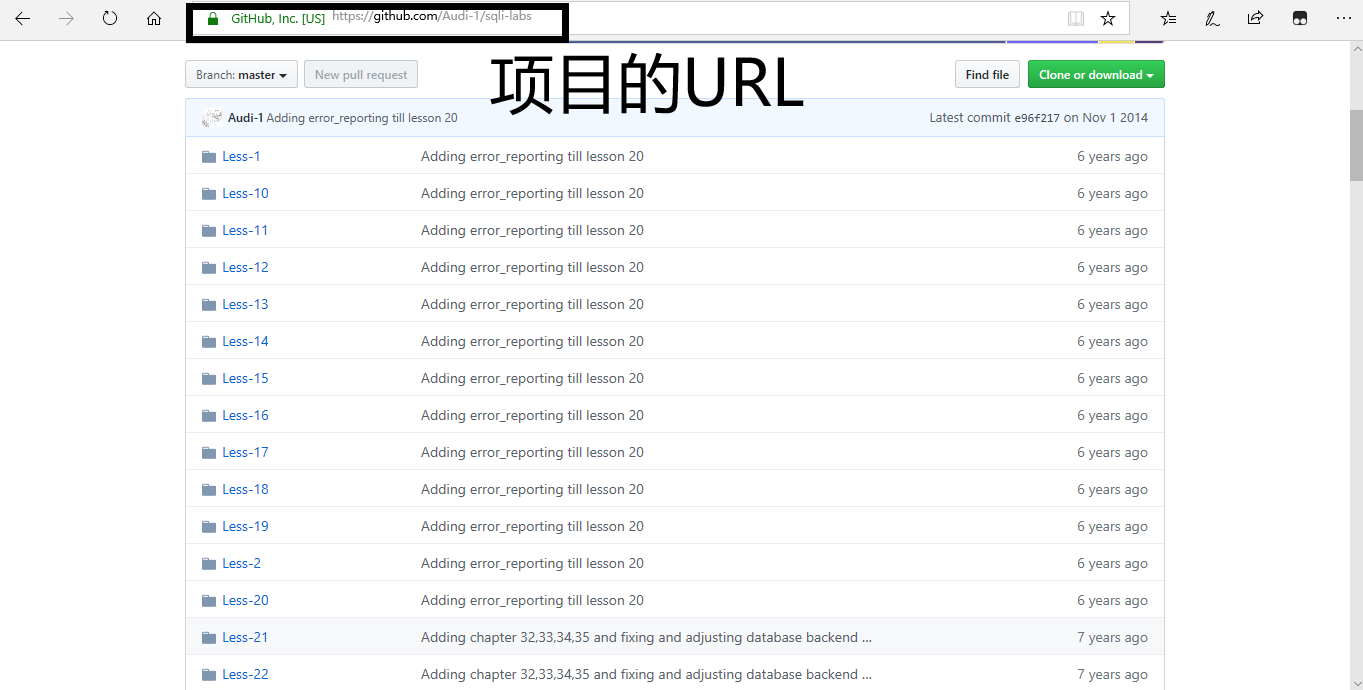 GitHub, Inc. [US] https://github.com/Audi-1/sqli-labs
项目的URL
Branch: master New pull request Find file Clone or download
Audi-1 Adding error_reporting till lesson 20 Latest commit e96f217 on Nov 1 2014
Less-1 Adding error_reporting till lesson 20 6 years ago
Less-10 Adding error_reporting till lesson 20 6 years ago
Less-11 Adding error_reporting till lesson 20 6 years ago
Less-12 Adding error_reporting till lesson 20 6 years ago
Less-13 Adding error_reporting till lesson 20 6 years ago
Less-14 Adding error_reporting till lesson 20 6 years ago
Less-15 Adding error_reporting till lesson 20 6 years ago
Less-16 Adding error_reporting till lesson 20 6 years ago
Less-17 Adding error_reporting till lesson 20 6 years ago
Less-18 Adding error_reporting till lesson 20 6 years ago
Less-19 Adding error_reporting till lesson 20 6 years ago
Less-2 Adding error_reporting till lesson 20 6 years ago
Less-20 Adding error_reporting till lesson 20 6 years ago
Less-21 Adding chapter 32,33,34,35 and fixing and adjusting database backend ... 7 years ago
Less-22 Adding chapter 32,33,34,35 and fixing and adjusting database backend ... 7 years ago